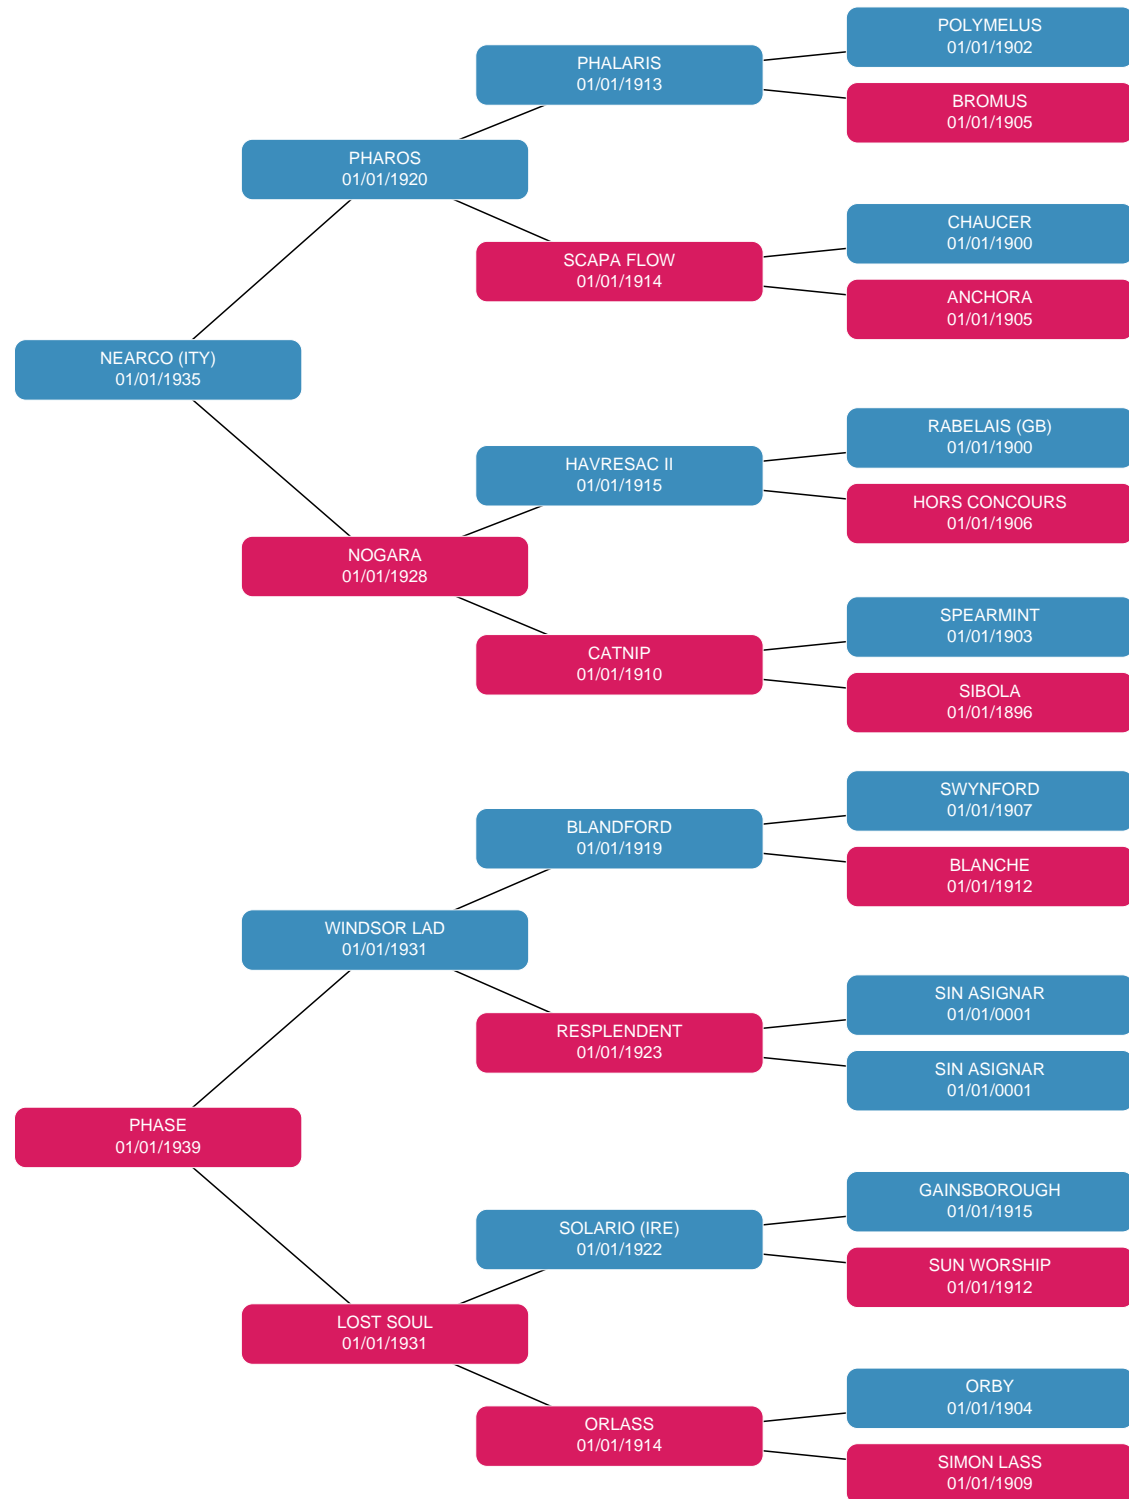 POLYMELUS
01/01/1902
PHALARIS
01/01/1913
BROMUS
01/01/1905
PHAROS
01/01/1920
CHAUCER
01/01/1900
SCAPA FLOW
01/01/1914
ANCHORA
01/01/1905
NEARCO (ITY)
01/01/1935
RABELAIS (GB)
01/01/1900
HAVRESAC II
01/01/1915
HORS CONCOURS
01/01/1906
NOGARA
01/01/1928
SPEARMINT
01/01/1903
CATNIP
01/01/1910
SIBOLA
01/01/1896
SWYNFORD
01/01/1907
BLANDFORD
01/01/1919
BLANCHE
01/01/1912
WINDSOR LAD
01/01/1931
SIN ASIGNAR
01/01/0001
RESPLENDENT
01/01/1923
SIN ASIGNAR
01/01/0001
PHASE
01/01/1939
GAINSBOROUGH
01/01/1915
SOLARIO (IRE)
01/01/1922
SUN WORSHIP
01/01/1912
LOST SOUL
01/01/1931
ORBY
01/01/1904
ORLASS
01/01/1914
SIMON LASS
01/01/1909